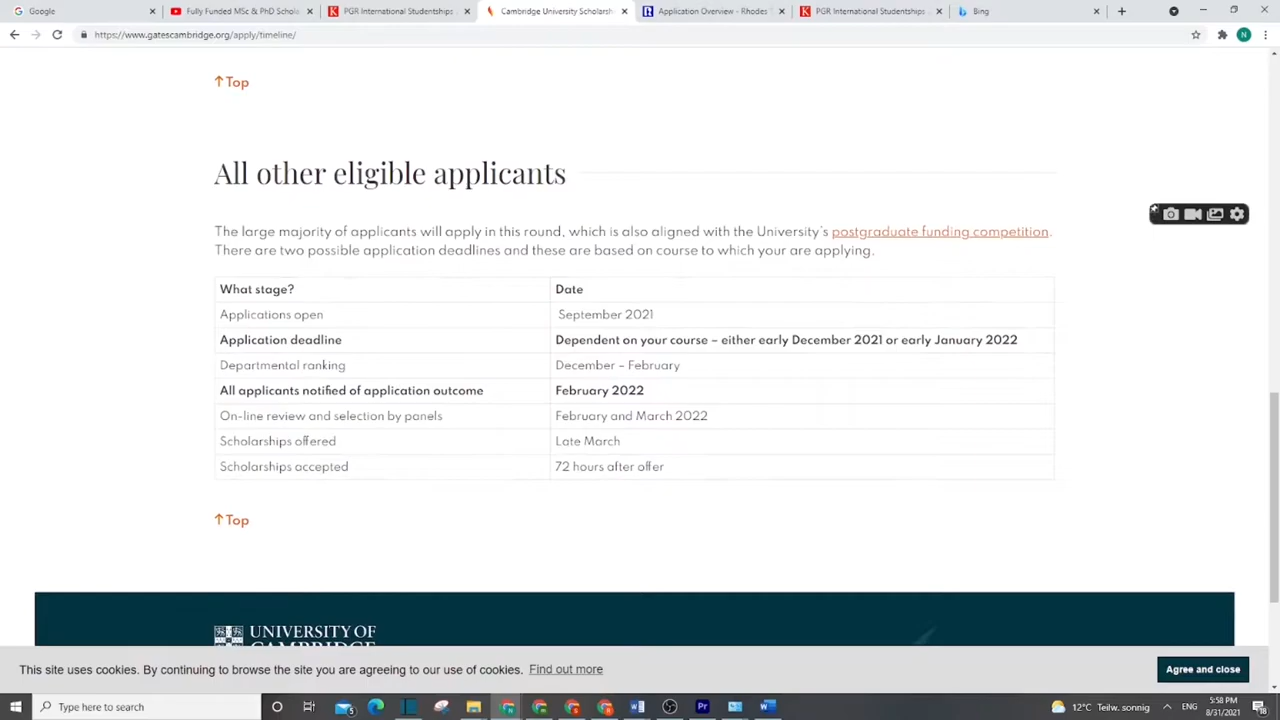 Google
Fully Funded MSc & PhD Schola
PGR International Studentships
Cambridge University Scholarsh
Application Overview - Rhodes T
PGR International Studentships
Bing
https://www.gatescambridge.org/apply/timeline/
N
↑Top
All other eligible applicants
The large majority of applicants will apply in this round, which is also aligned with the University's postgraduate funding competition.
There are two possible application deadlines and these are based on course to which your are applying.
What stage? Date
Applications open September 2021
Application deadline Dependent on your course – either early December 2021 or early January 2022
Departmental ranking December – February
All applicants notified of application outcome February 2022
On-line review and selection by panels February and March 2022
Scholarships offered Late March
Scholarships accepted 72 hours after offer
↑Top
UNIVERSITY OF
CAMBRIDGE
This site uses cookies. By continuing to browse the site you are agreeing to our use of cookies. Find out more
Agree and close
Type here to search
12°C Teilw. sonnig
ENG
5:58 PM
8/31/2021